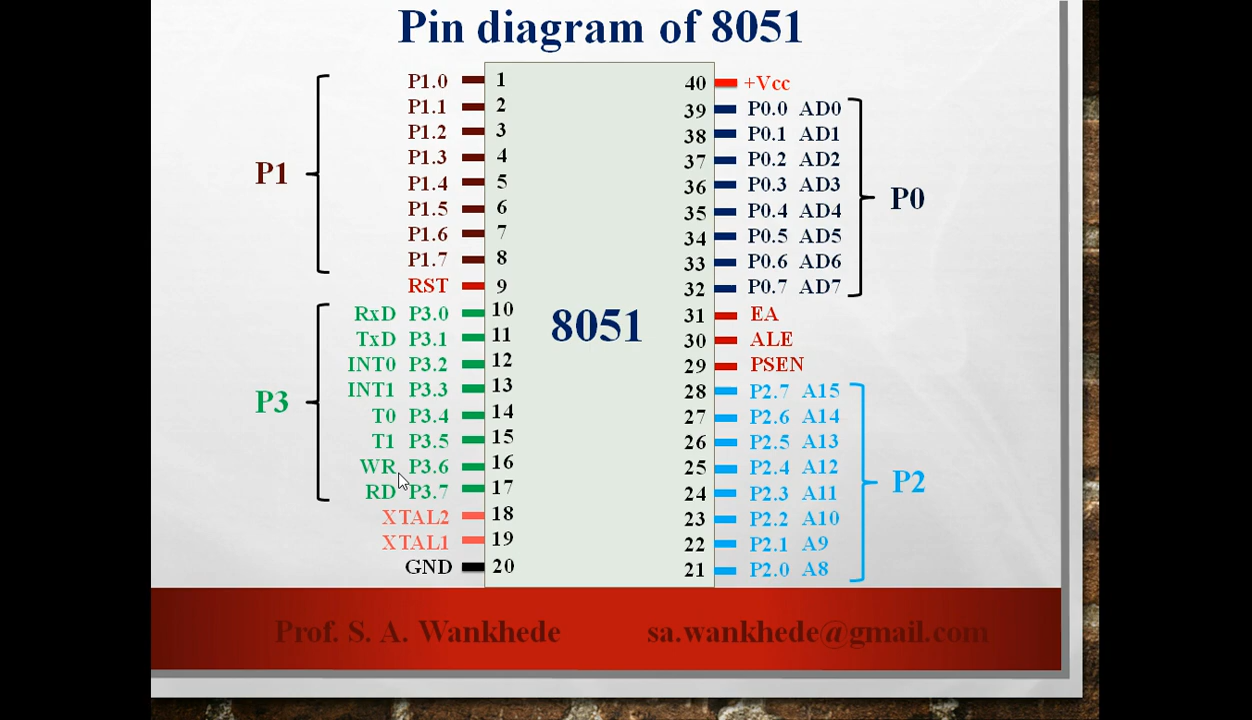 Pin diagram of 8051
P1.0 1
P1.1 2
P1.2 3
P1.3 4
P1.4 5
P1.5 6
P1.6 7
P1.7 8
P1
RST 9
RxD P3.0 10
TxD P3.1 11
INT0 P3.2 12
INT1 P3.3 13
T0 P3.4 14
T1 P3.5 15
WR P3.6 16
RD P3.7 17
P3
XTAL2 18
XTAL1 19
GND 20
8051
40 +Vcc
39 P0.0 AD0
38 P0.1 AD1
37 P0.2 AD2
36 P0.3 AD3
35 P0.4 AD4
34 P0.5 AD5
33 P0.6 AD6
32 P0.7 AD7
P0
31 EA
30 ALE
29 PSEN
28 P2.7 A15
27 P2.6 A14
26 P2.5 A13
25 P2.4 A12
24 P2.3 A11
23 P2.2 A10
22 P2.1 A9
21 P2.0 A8
P2
Prof. S. A. Wankhede sa.wankhede@gmail.com